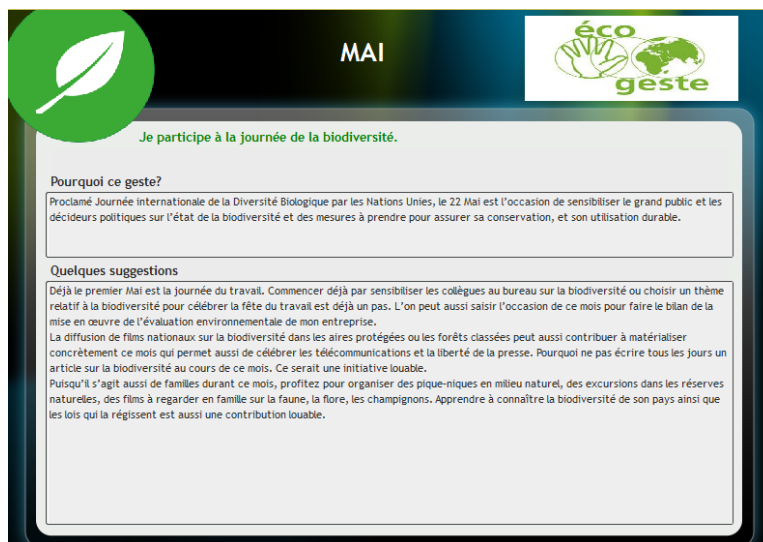 MAI
éco
geste
Je participe à la journée de la biodiversité.
Pourquoi ce geste?
Proclamé Journée internationale de la Diversité Biologique par les Nations Unies, le 22 Mai est l'occasion de sensibiliser le grand public et les
décideurs politiques sur l'état de la biodiversité et des mesures à prendre pour assurer sa conservation, et son utilisation durable.
Quelques suggestions
Déjà le premier Mai est la journée du travail. Commencer déjà par sensibiliser les collègues au bureau sur la biodiversité ou choisir un thème
relatif à la biodiversité pour célébrer la fête du travail est déjà un pas. L'on peut aussi saisir l'occasion de ce mois pour faire le bilan de la
mise en œuvre de l'évaluation environnementale de mon entreprise.
La diffusion de films nationaux sur la biodiversité dans les aires protégées ou les forêts classées peut aussi contribuer à matérialiser
concrètement ce mois qui permet aussi de célébrer les télécommunications et la liberté de la presse. Pourquoi ne pas écrire tous les jours un
article sur la biodiversité au cours de ce mois. Ce serait une initiative louable.
Puisqu'il s'agit aussi de familles durant ce mois, profitez pour organiser des pique-niques en milieu naturel, des excursions dans les réserves
naturelles, des films à regarder en famille sur la faune, la flore, les champignons. Apprendre à connaître la biodiversité de son pays ainsi que
les lois qui la régissent est aussi une contribution louable.